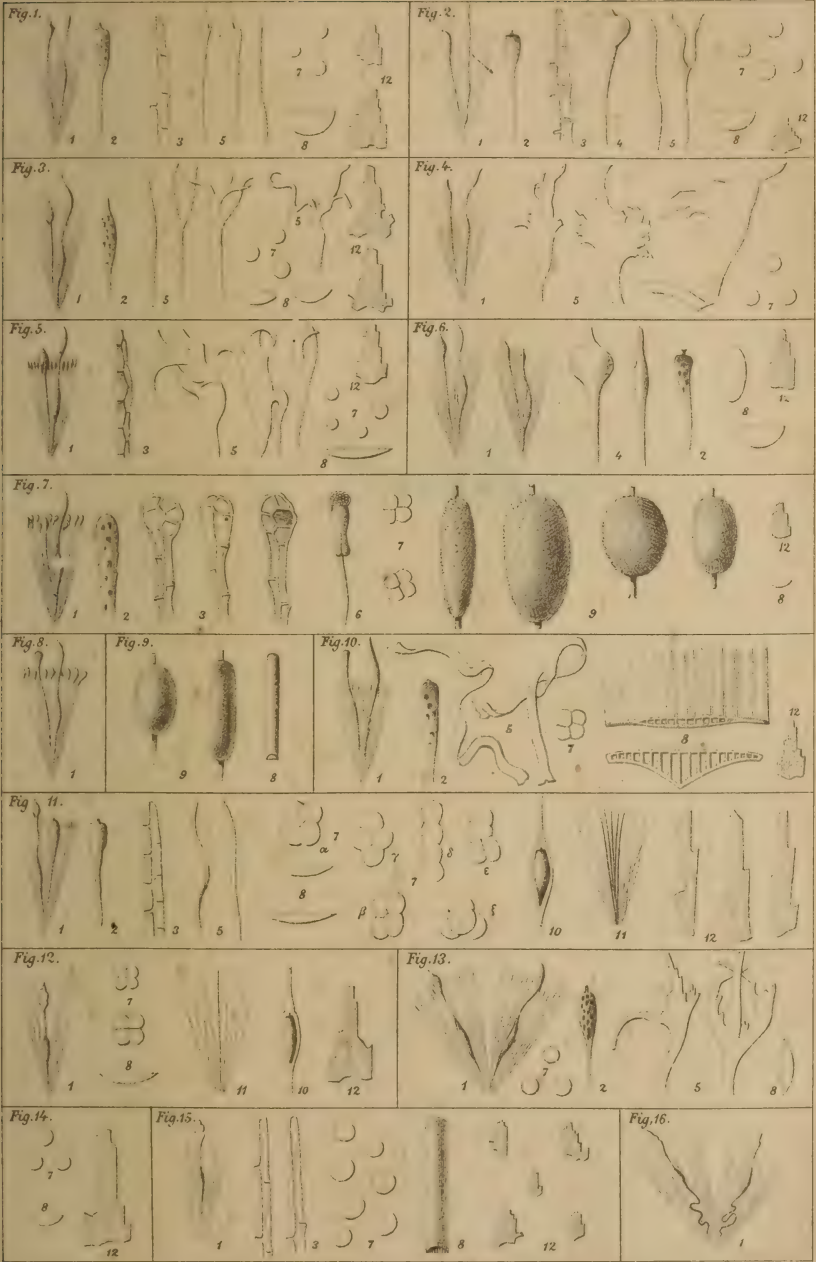 Fig.1.
1 2 3 5 7 8 12
Fig.2.
1 2 3 4 5 7 8 12
Fig.3.
1 2 5 5 7 8 12
Fig.4.
1 5 7
Fig.5.
1 3 5 7 8 12
Fig.6.
1 4 2 8 12
Fig.7.
1 2 3 6 7 9 12 8
Fig.8.
1
Fig.9.
9 8
Fig.10.
1 2 5 7 8 12
Fig 11.
1 2 3 5 α 7 γ 8 β 7 δ ε ξ 10 11 12
Fig.12.
1 7 8 11 10 12
Fig.13.
1 7 2 5 8
Fig.14.
7 8 12
Fig.15.
1 3 7 8 12
Fig.16.
1